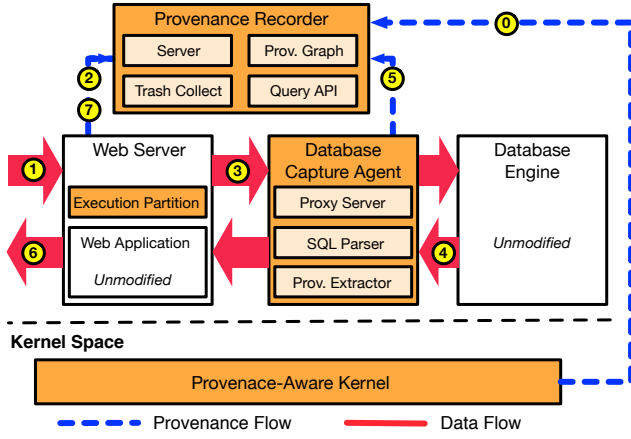 Provenance Recorder
0
Server
Prov. Graph
2
5
Trash Collect
Query API
7
Web Server
Database
Capture Agent
Database
Engine
1
3
Execution Partition
Proxy Server
Web Application
SQL Parser
Unmodified
6
4
Unmodified
Prov. Extractor
Kernel Space
Provenace-Aware Kernel
Provenance Flow
Data Flow